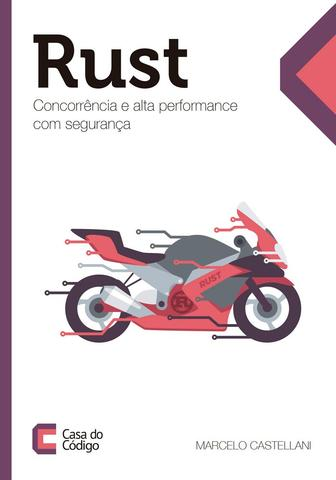 Rust
Concorrência e alta performance
com segurança
RUST
Casa do
Código
MARCELO CASTELLANI